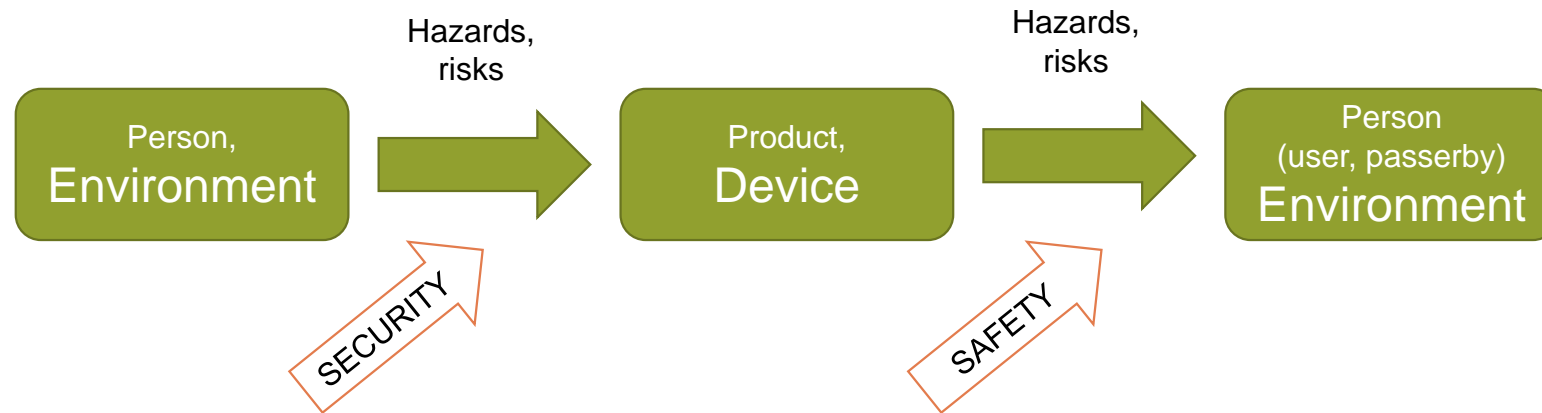 Hazards,
risks
Hazards,
risks
Person,
Environment
Product,
Device
Person
(user, passerby)
Environment
SECURITY
SAFETY